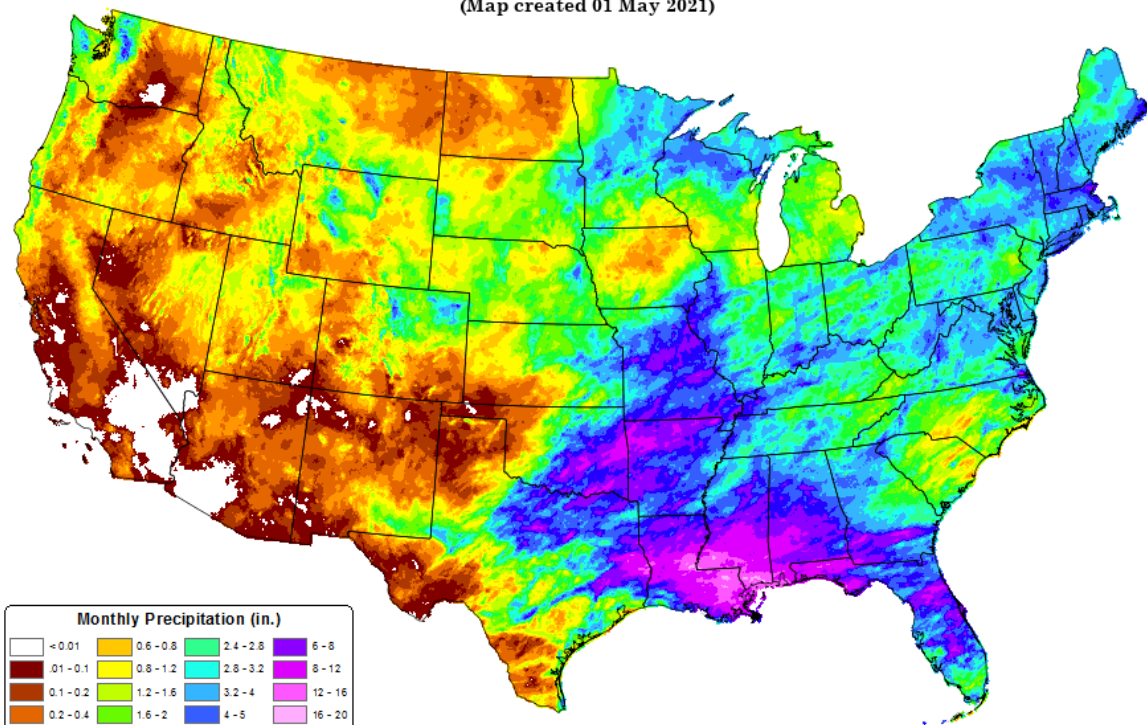 (Map created 01 May 2021)
Monthly Precipitation (in.)
< 0.01 0.6 - 0.8 2.4 - 2.8 6 - 8
.01 - 0.1 0.8 - 1.2 2.8 - 3.2 8 - 12
0.1 - 0.2 1.2 - 1.6 3.2 - 4 12 - 16
0.2 - 0.4 1.6 - 2 4 - 5 16 - 20